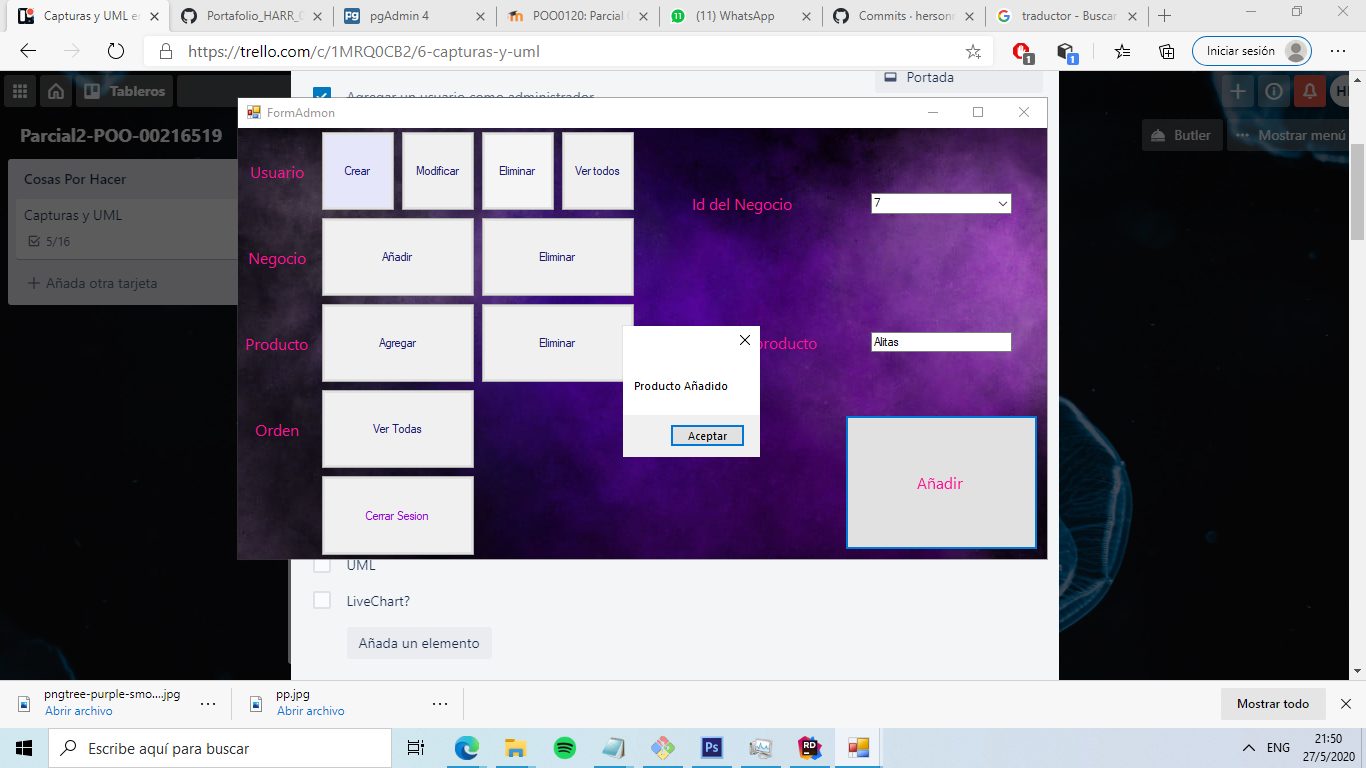 Capturas y UML e
Portafolio_HARR_0
pgAdmin 4
POO0120: Parcial
(11) WhatsApp
Commits · hersonr
traductor - Buscar
https://trello.com/c/1MRQ0CB2/6-capturas-y-uml
Iniciar sesión
1
1
Portada
Tableros
Agregar un usuario como administrador
FormAdmon
Parcial2-POO-00216519
Butler
Mostrar menú
Cosas Por Hacer
Capturas y UML
5/16
Añada otra tarjeta
Usuario
Crear
Modificar
Eliminar
Ver todos
Id del Negocio
7
Negocio
Añadir
Eliminar
Producto
Agregar
Eliminar
producto
Alitas
Producto Añadido
Aceptar
Orden
Ver Todas
Añadir
Cerrar Sesion
UML
LiveChart?
Añada un elemento
pngtree-purple-smo....jpg
Abrir archivo
pp.jpg
Abrir archivo
Mostrar todo
Escribe aquí para buscar
ENG
21:50
27/5/2020